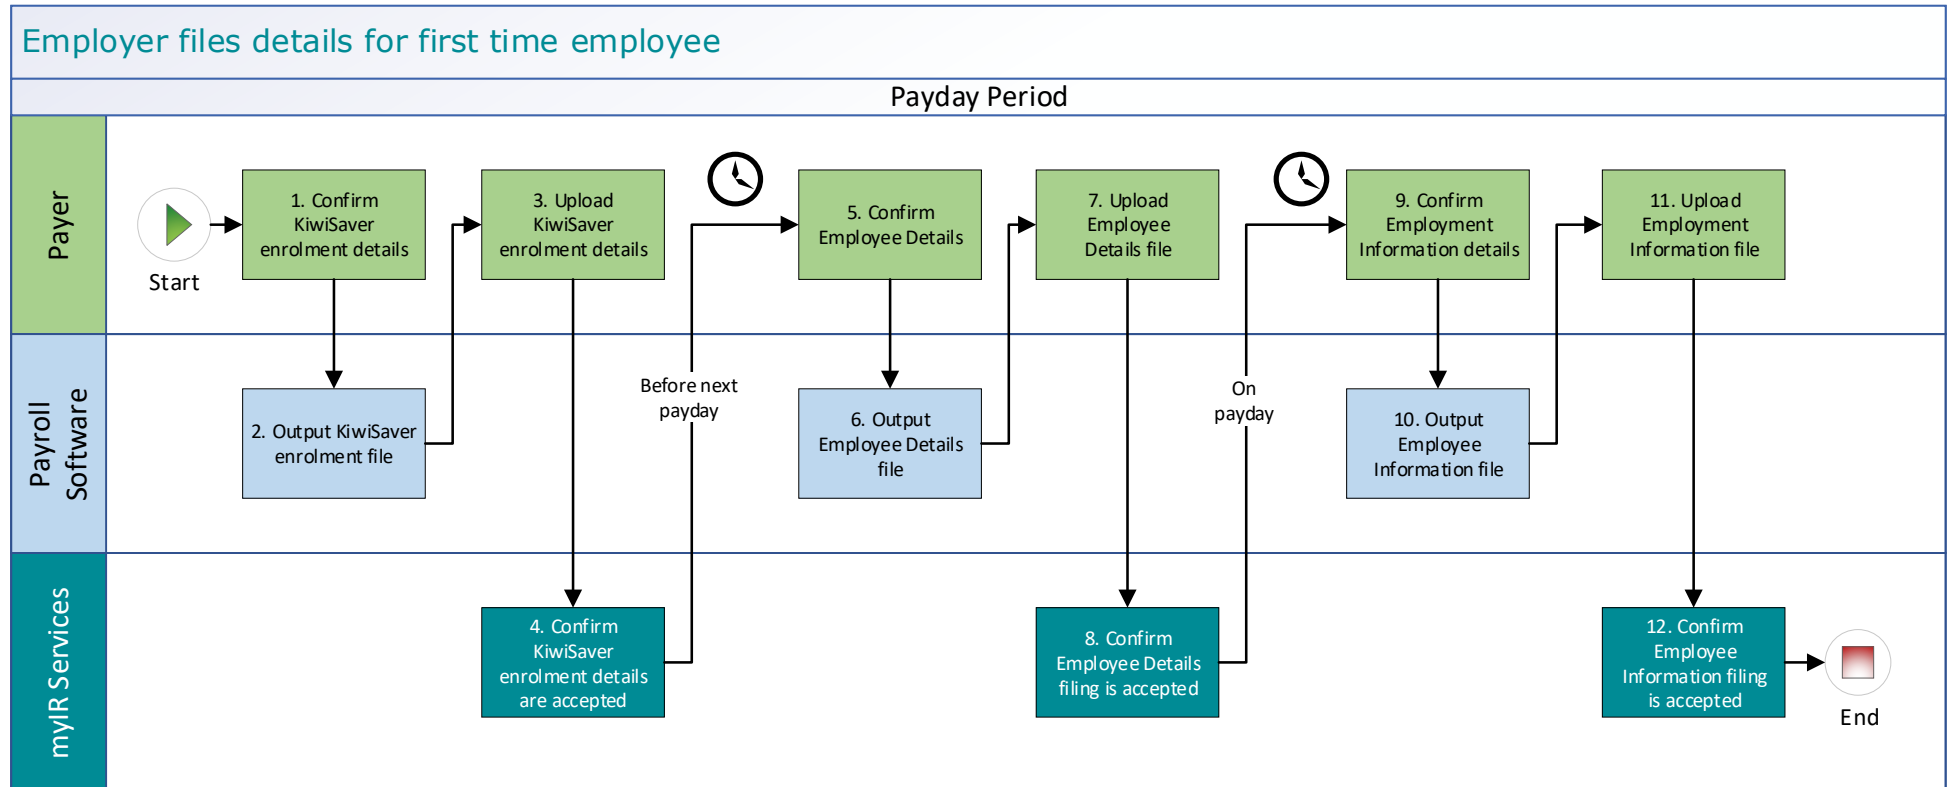 Employer files details for first time employee
Payday Period
Payer
Start
1. Confirm
KiwiSaver
enrolment details
3. Upload
KiwiSaver
enrolment details
5. Confirm
Employee Details
7. Upload
Employee
Details file
9. Confirm
Employment
Information details
11. Upload
Employment
Information file
Payroll
Software
2. Output KiwiSaver
enrolment file
Before next
payday
6. Output
Employee Details
file
On
payday
10. Output
Employee
Information file
myIR Services
4. Confirm
KiwiSaver
enrolment details
are accepted
8. Confirm
Employee Details
filing is accepted
12. Confirm
Employee
Information filing
is accepted
End